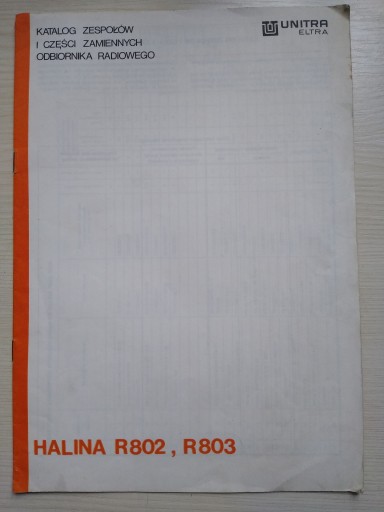 KATALOG ZESPOŁÓW
I CZĘŚCI ZAMIENNYCH
ODBIORNIKA RADIOWEGO
UNITRA
ELTRA
HALINA R802, R803